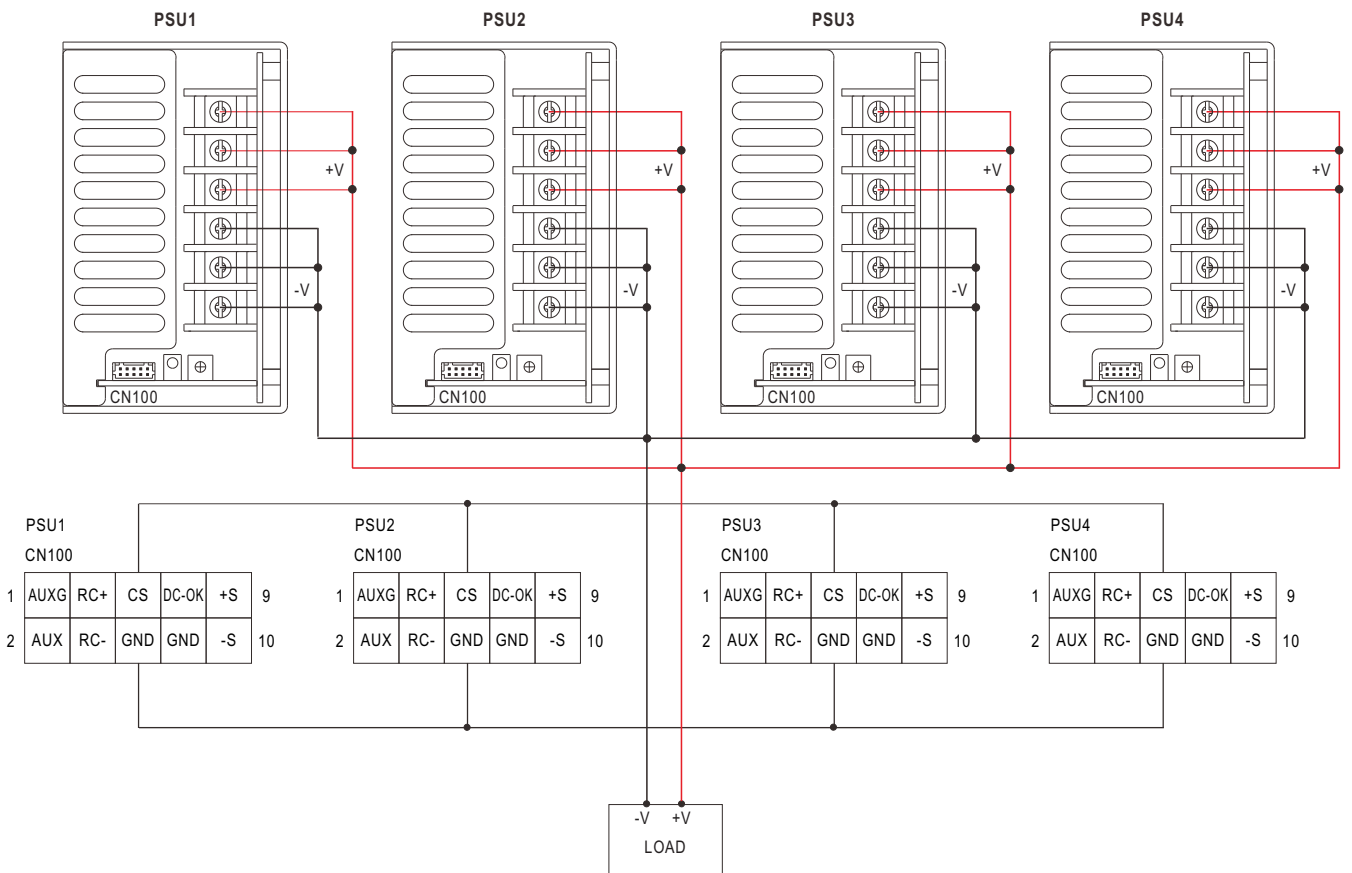 PSU1 PSU2 PSU3 PSU4
+V +V +V +V
-V -V -V -V
CN100 CN100 CN100 CN100
PSU1 PSU2 PSU3 PSU4
CN100 CN100 CN100 CN100
1 AUXG RC+ CS DC-OK +S 9 1 AUXG RC+ CS DC-OK +S 9 1 AUXG RC+ CS DC-OK +S 9 1 AUXG RC+ CS DC-OK +S 9
2 AUX RC- GND GND -S 10 2 AUX RC- GND GND -S 10 2 AUX RC- GND GND -S 10 2 AUX RC- GND GND -S 10
-V +V
LOAD